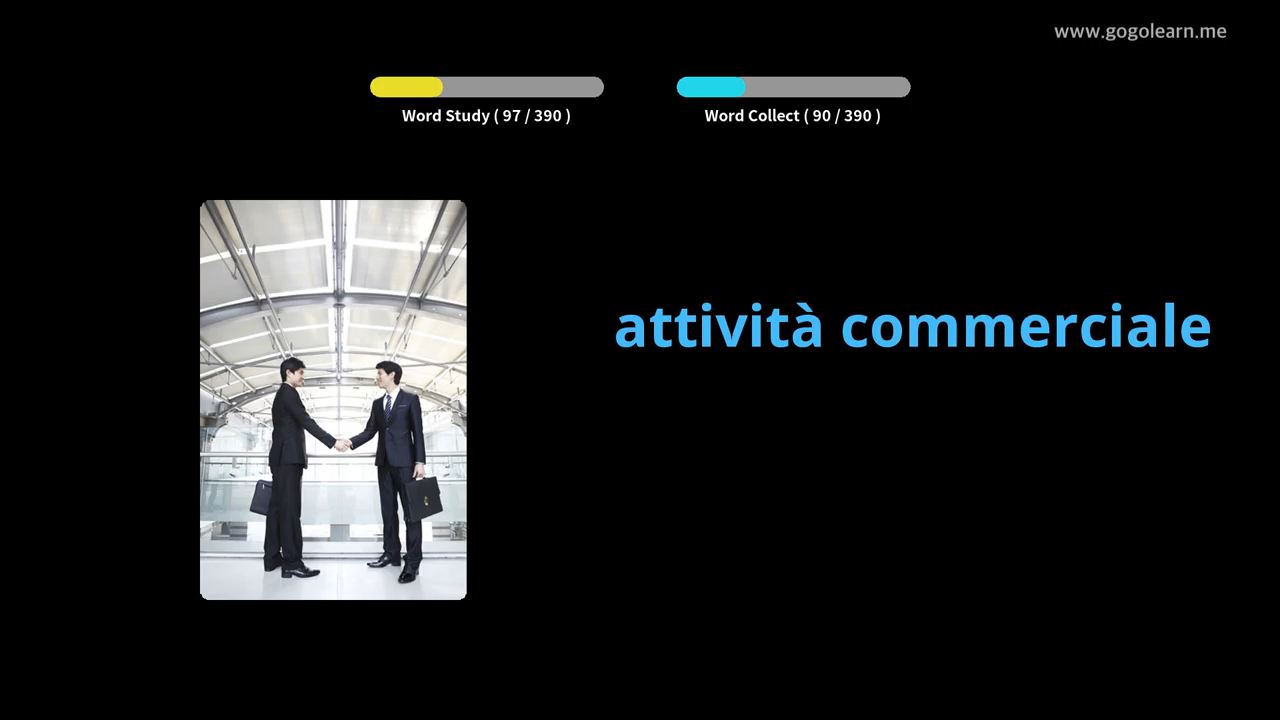 www.gogolearn.me
Word Study ( 97 / 390 )
Word Collect ( 90 / 390 )
attività commerciale